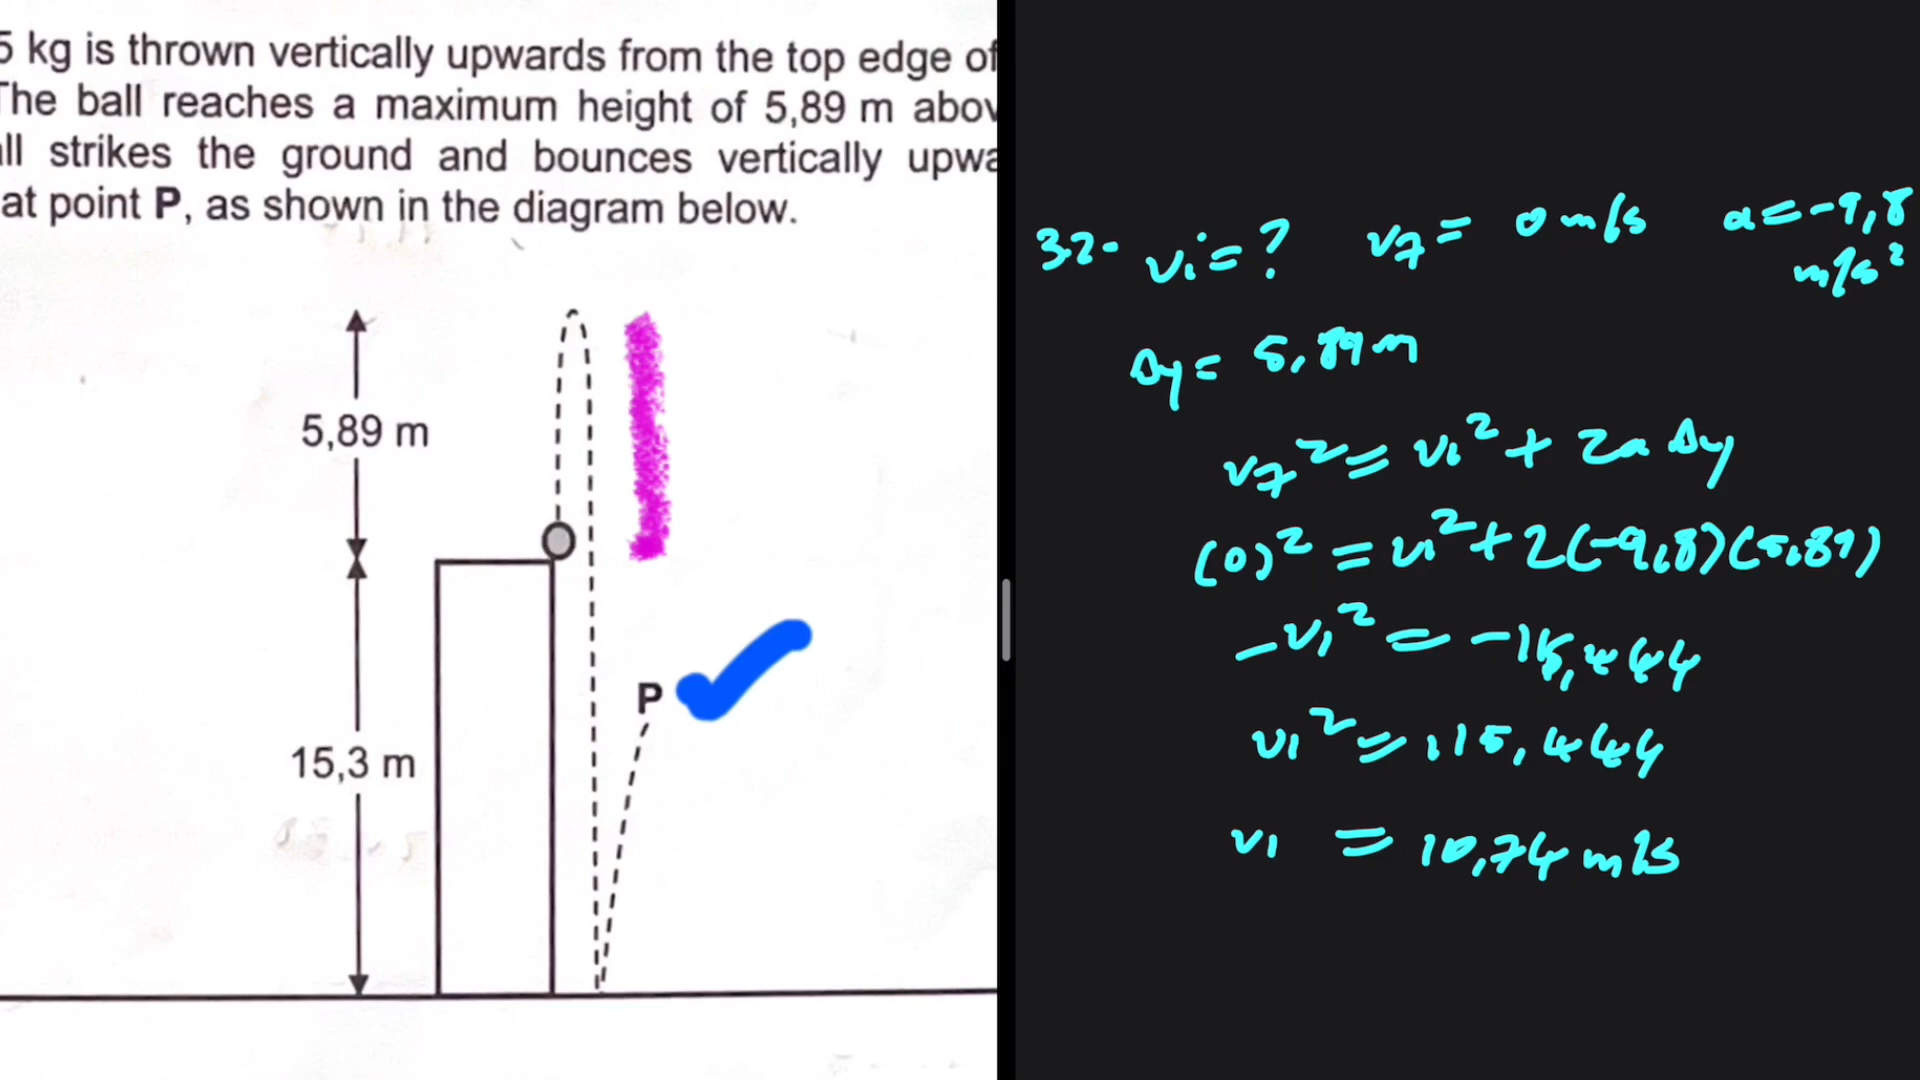 5 kg is thrown vertically upwards from the top edge of
The ball reaches a maximum height of 5,89 m abov
ll strikes the ground and bounces vertically upwa
at point P, as shown in the diagram below.
5,89 m
P
15,3 m
3.2- vi = ? vf = 0 m/s a = -9,8
m/s²
Δy = 5,89 m
vf² = vi² + 2a Δy
(0)² = vi² + 2(-9,8)(5,89)
-vi² =
vi² = 115,444
vi = 10,74 m/s